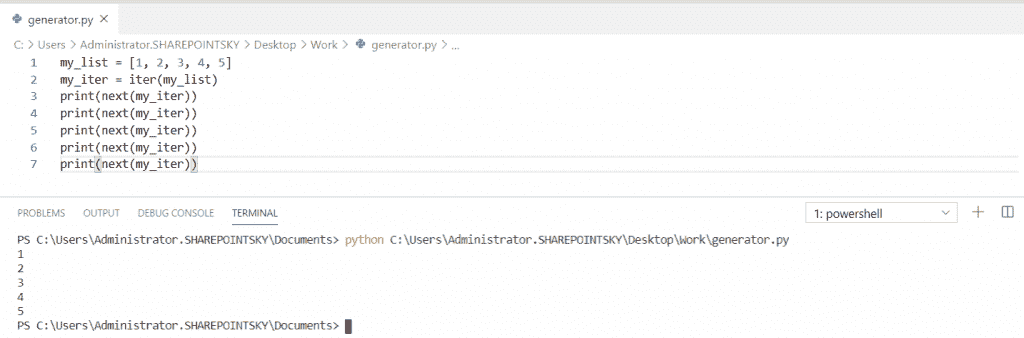 generator.py ×
C: > Users > Administrator.SHAREPOINTSKY > Desktop > Work > generator.py > ...
1 my_list = [1, 2, 3, 4, 5]
2 my_iter = iter(my_list)
3 print(next(my_iter))
4 print(next(my_iter))
5 print(next(my_iter))
6 print(next(my_iter))
7 print(next(my_iter))
PROBLEMS OUTPUT DEBUG CONSOLE TERMINAL 1: powershell
PS C:\Users\Administrator.SHAREPOINTSKY\Documents> python C:\Users\Administrator.SHAREPOINTSKY\Desktop\Work\generator.py
1
2
3
4
5
PS C:\Users\Administrator.SHAREPOINTSKY\Documents>